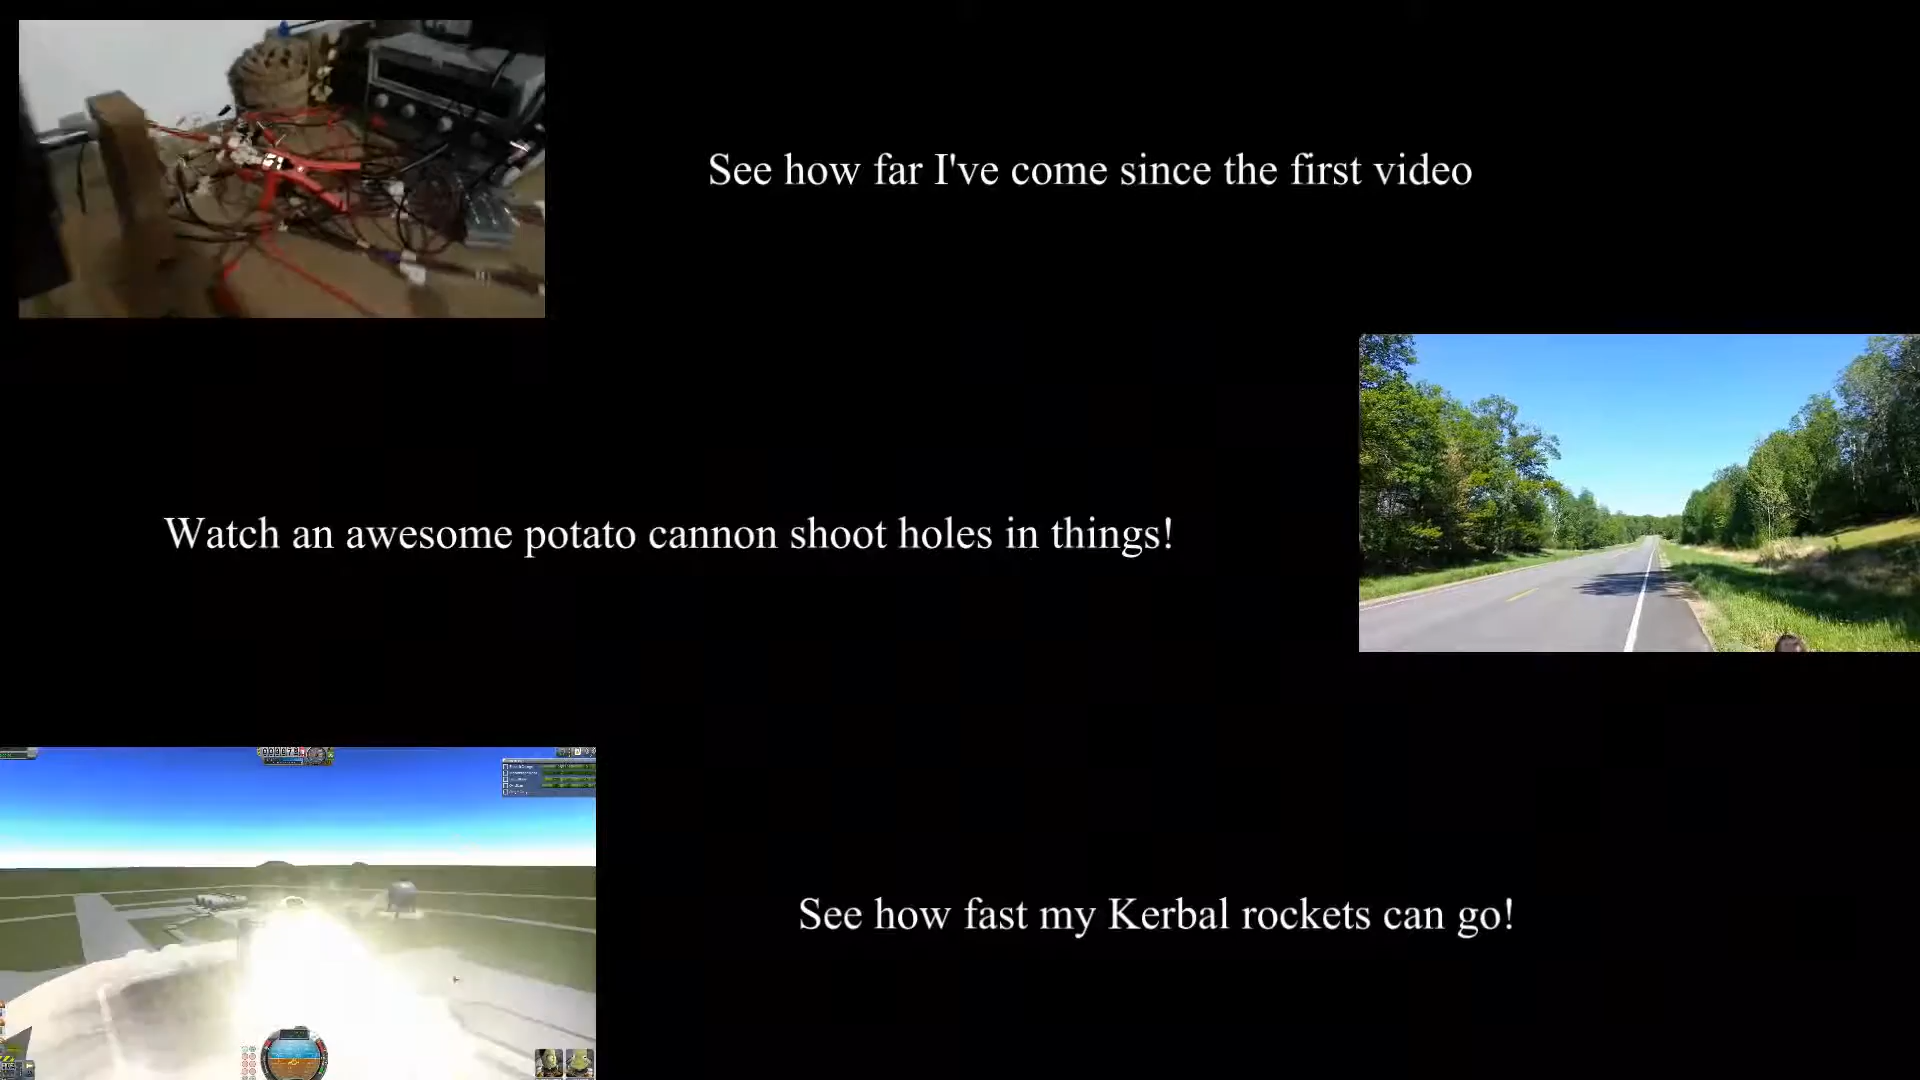 See how far I've come since the first video
Watch an awesome potato cannon shoot holes in things!
See how fast my Kerbal rockets can go!